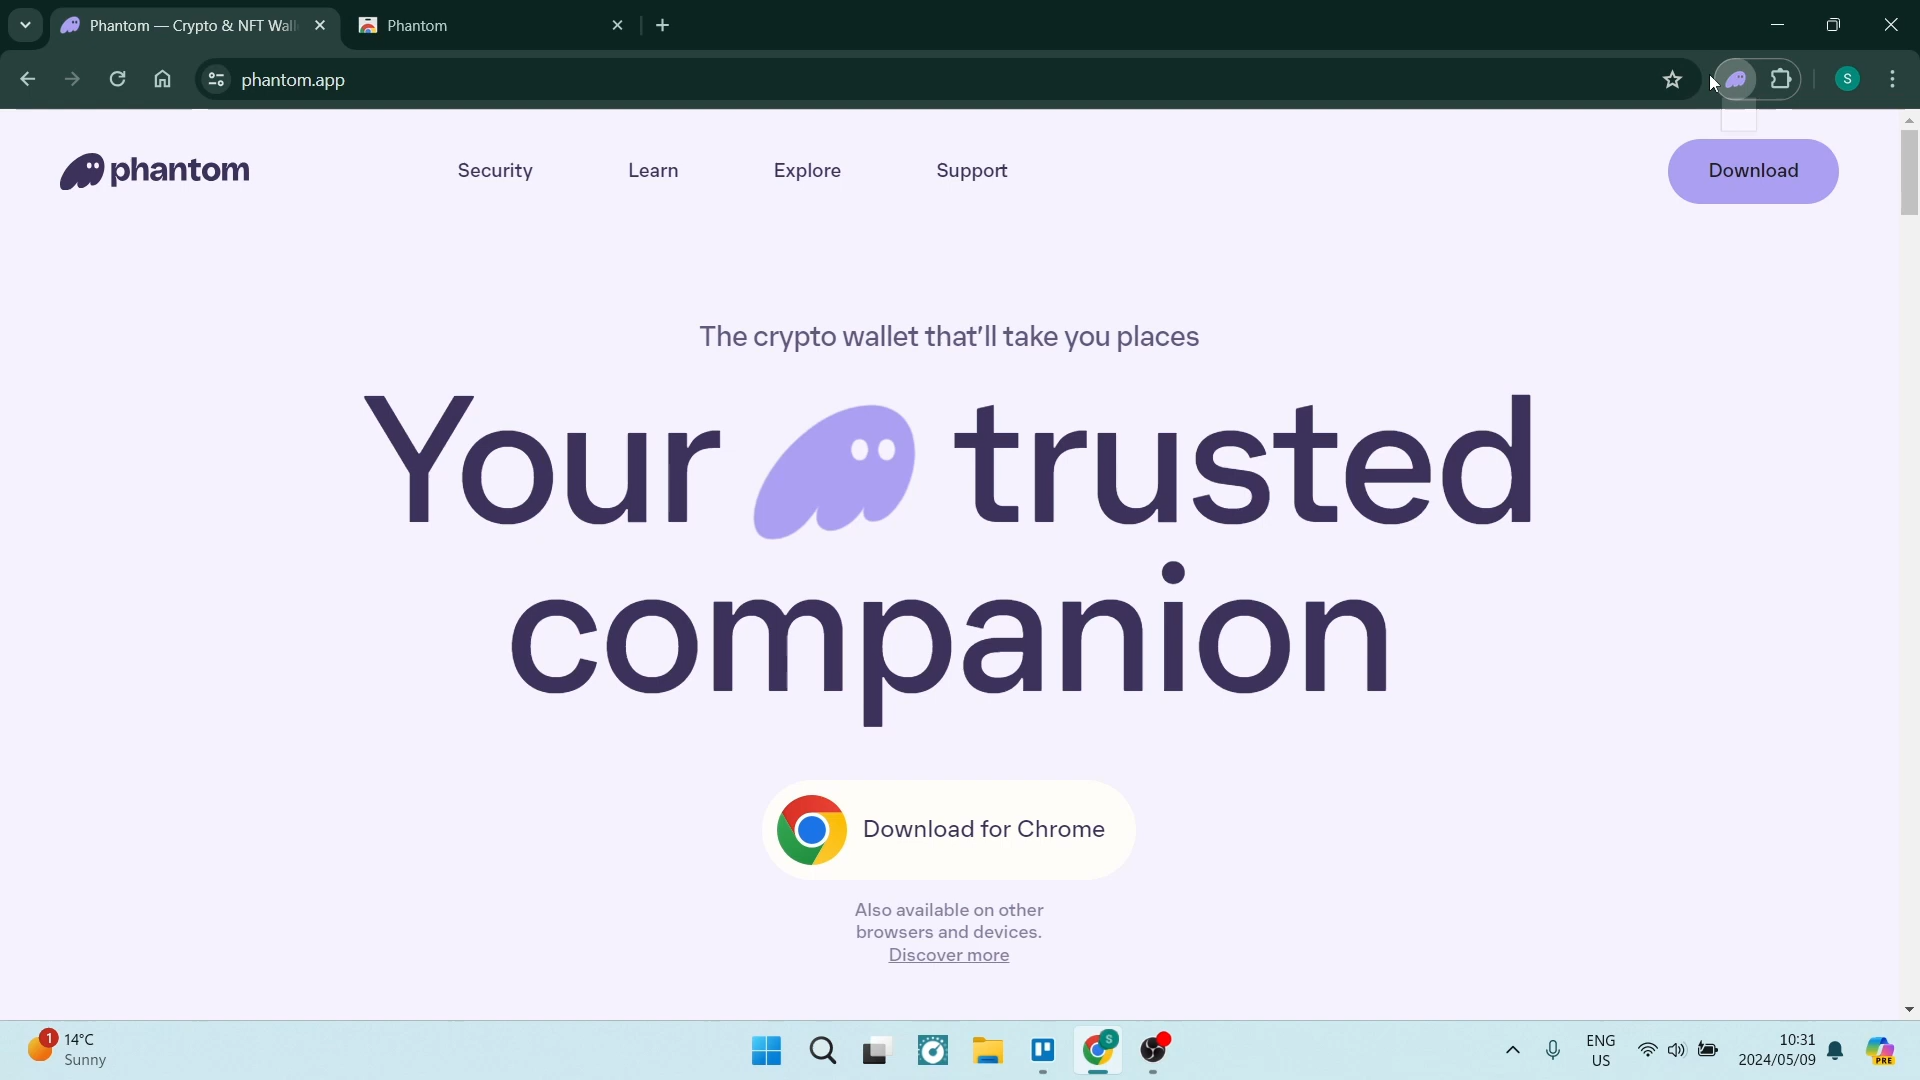 Phantom — Crypto & NFT Wall
Phantom
phantom.app
S
phantom
Security
Learn
Explore
Support
Download
The crypto wallet that'll take you places
Your trusted
companion
Download for Chrome
Also available on other
browsers and devices.
Discover more
1
14°C
Sunny
S
ENG
US
10:31
2024/05/09
PRE